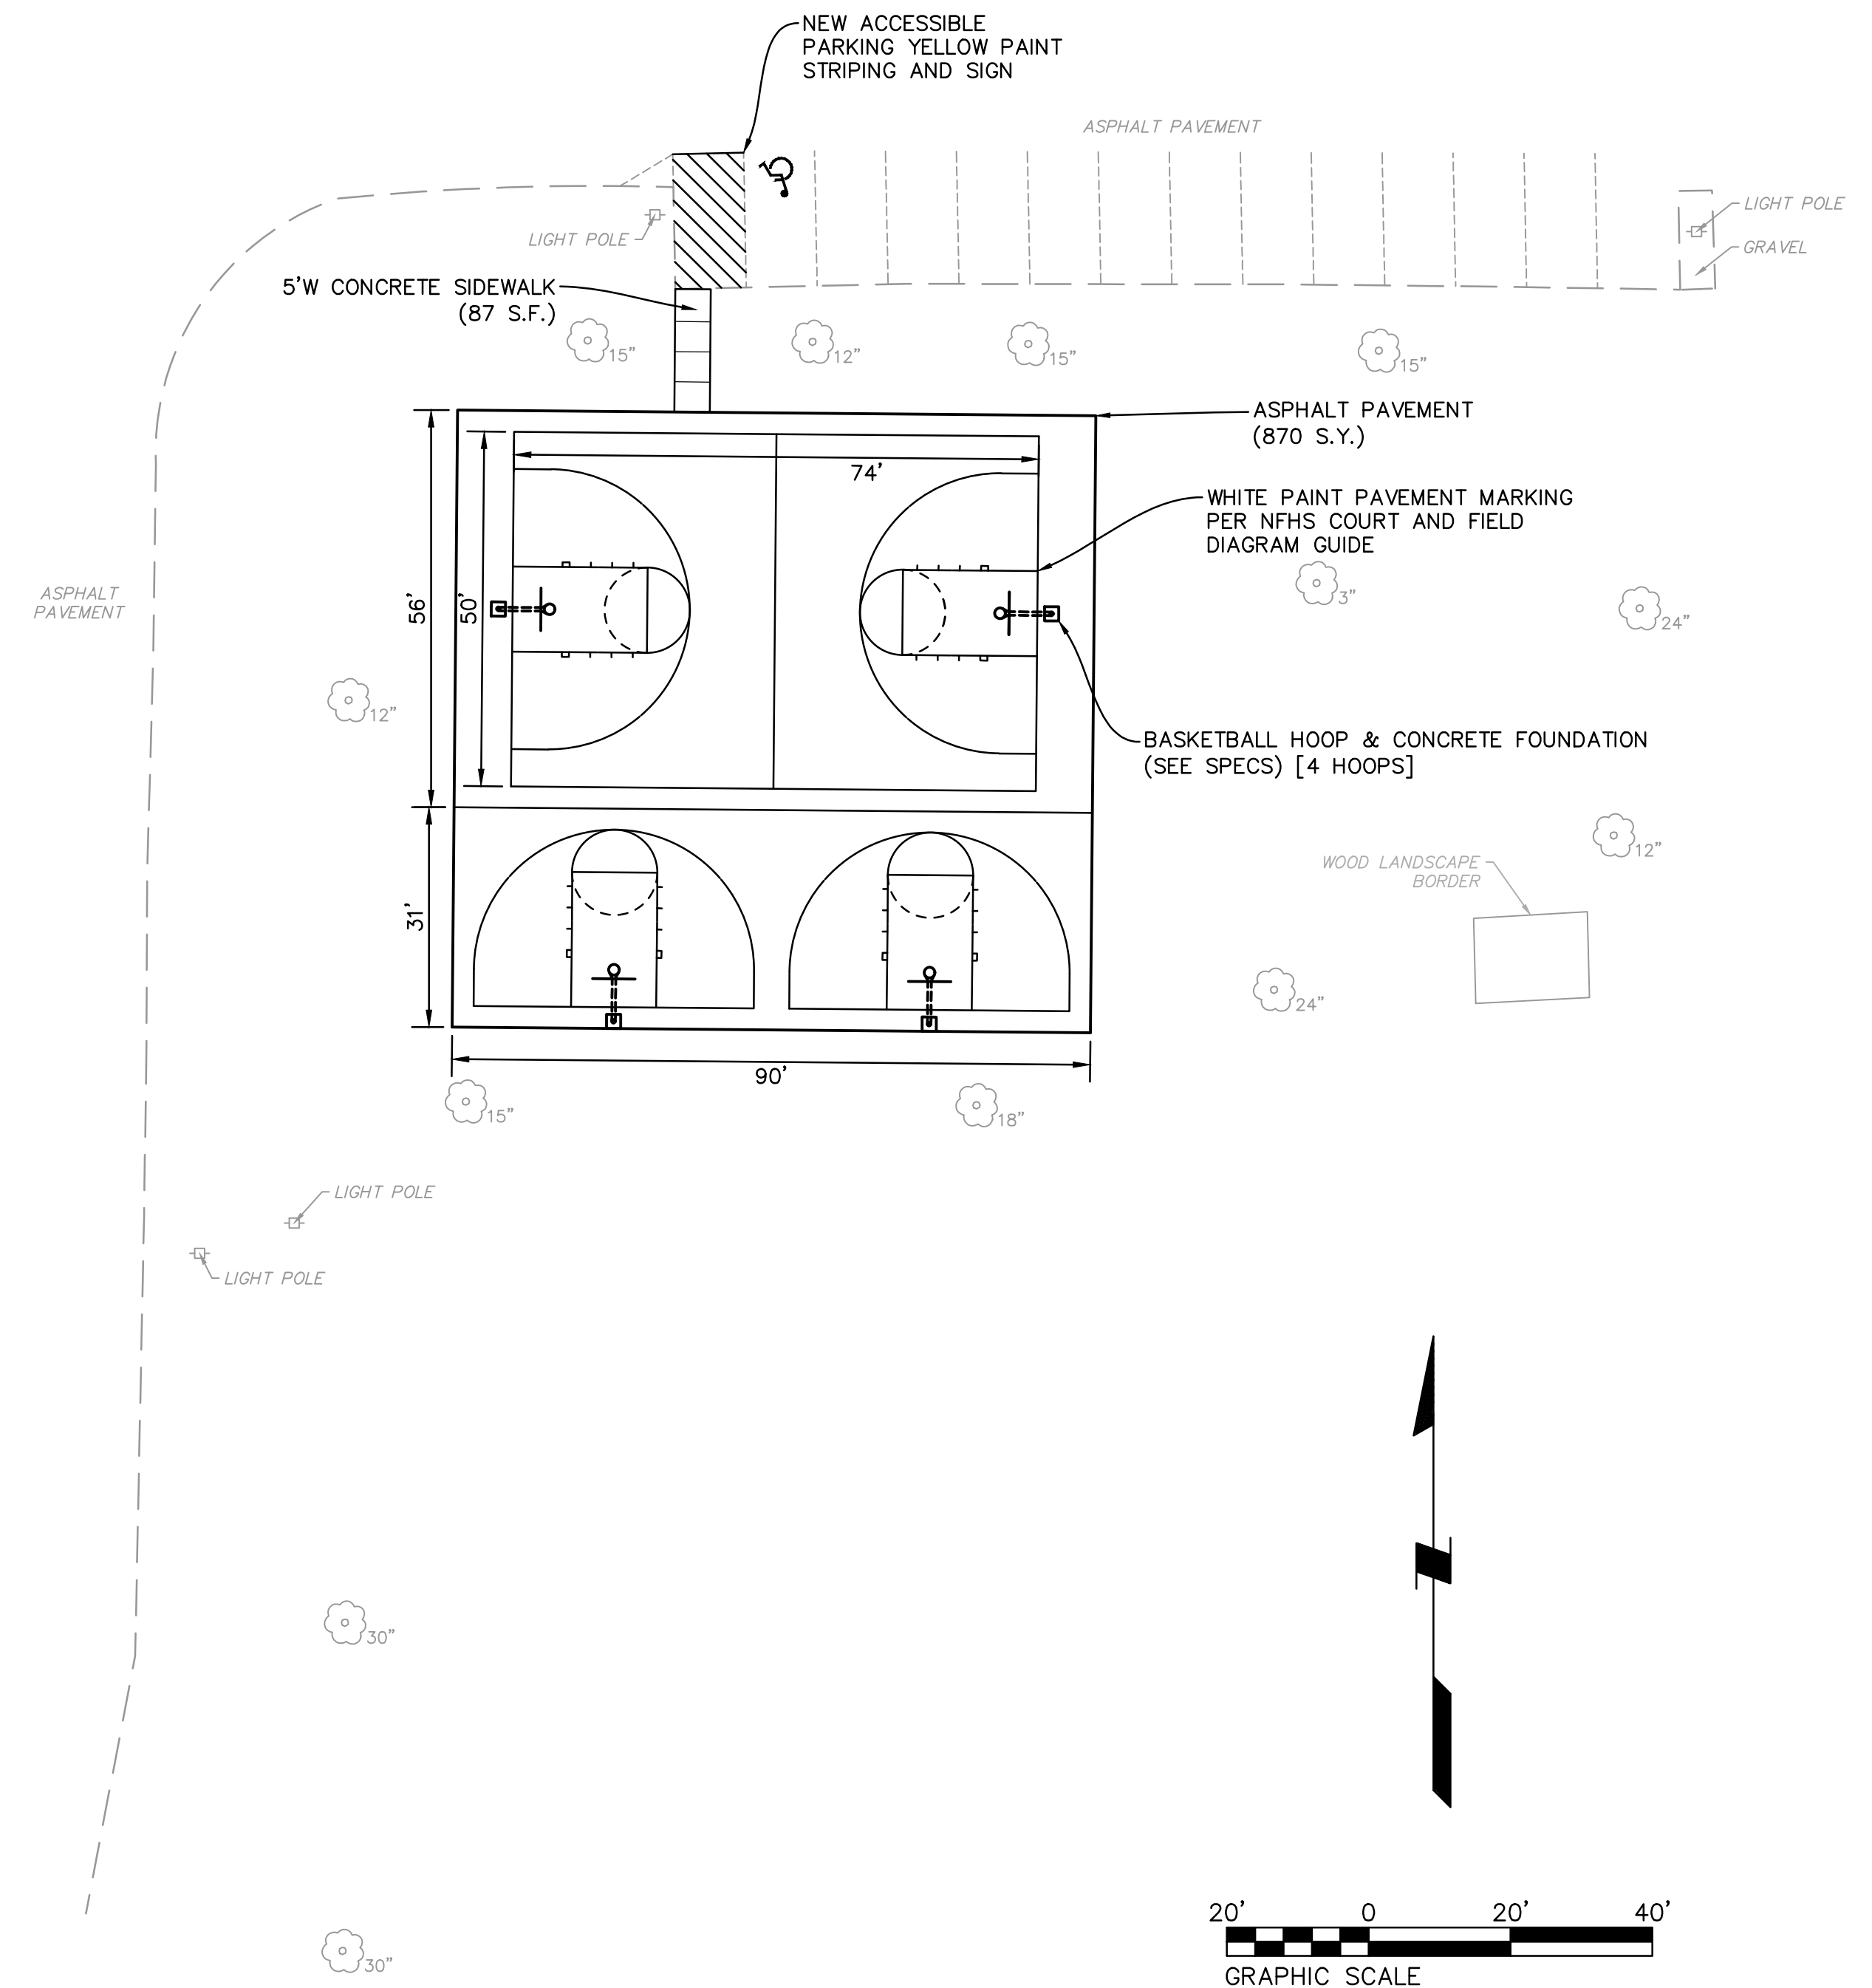 NEW ACCESSIBLE
PARKING YELLOW PAINT
STRIPING AND SIGN
ASPHALT PAVEMENT
LIGHT POLE
GRAVEL
LIGHT POLE
5'W CONCRETE SIDEWALK
(87 S.F.)
15"
12"
15"
15"
ASPHALT PAVEMENT
(870 S.Y.)
74'
WHITE PAINT PAVEMENT MARKING
PER NFHS COURT AND FIELD
DIAGRAM GUIDE
ASPHALT
PAVEMENT
56'
50'
3"
24"
12"
BASKETBALL HOOP & CONCRETE FOUNDATION
(SEE SPECS) [4 HOOPS]
12"
WOOD LANDSCAPE
BORDER
31'
24"
90'
15"
18"
LIGHT POLE
LIGHT POLE
N
30"
20' 0 20' 40'
30"
GRAPHIC SCALE